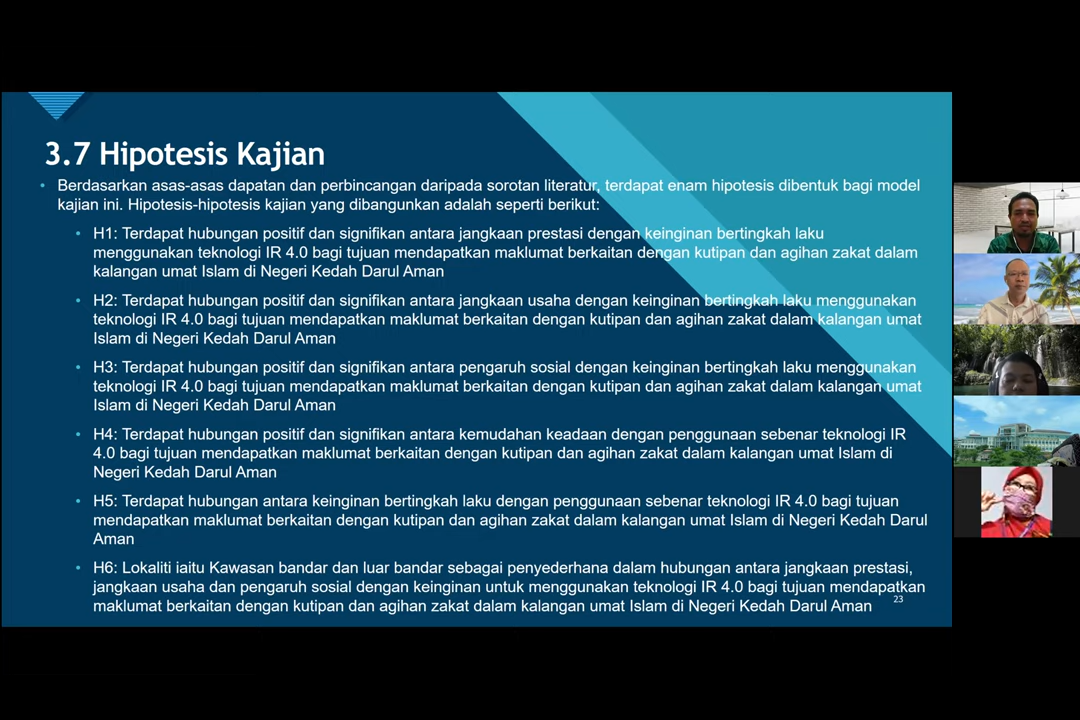 3.7 Hipotesis Kajian
• Berdasarkan asas-asas dapatan dan perbincangan daripada sorotan literatur, terdapat enam hipotesis dibentuk bagi model
kajian ini. Hipotesis-hipotesis kajian yang dibangunkan adalah seperti berikut:
• H1: Terdapat hubungan positif dan signifikan antara jangkaan prestasi dengan keinginan bertingkah laku
menggunakan teknologi IR 4.0 bagi tujuan mendapatkan maklumat berkaitan dengan kutipan dan agihan zakat dalam
kalangan umat Islam di Negeri Kedah Darul Aman
• H2: Terdapat hubungan positif dan signifikan antara jangkaan usaha dengan keinginan bertingkah laku menggunakan
teknologi IR 4.0 bagi tujuan mendapatkan maklumat berkaitan dengan kutipan dan agihan zakat dalam kalangan umat
Islam di Negeri Kedah Darul Aman
• H3: Terdapat hubungan positif dan signifikan antara pengaruh sosial dengan keinginan bertingkah laku menggunakan
teknologi IR 4.0 bagi tujuan mendapatkan maklumat berkaitan dengan kutipan dan agihan zakat dalam kalangan umat
Islam di Negeri Kedah Darul Aman
• H4: Terdapat hubungan positif dan signifikan antara kemudahan keadaan dengan penggunaan sebenar teknologi IR
4.0 bagi tujuan mendapatkan maklumat berkaitan dengan kutipan dan agihan zakat dalam kalangan umat Islam di
Negeri Kedah Darul Aman
• H5: Terdapat hubungan antara keinginan bertingkah laku dengan penggunaan sebenar teknologi IR 4.0 bagi tujuan
mendapatkan maklumat berkaitan dengan kutipan dan agihan zakat dalam kalangan umat Islam di Negeri Kedah Darul
Aman
• H6: Lokaliti iaitu Kawasan bandar dan luar bandar sebagai penyederhana dalam hubungan antara jangkaan prestasi,
jangkaan usaha dan pengaruh sosial dengan keinginan untuk menggunakan teknologi IR 4.0 bagi tujuan mendapatkan
maklumat berkaitan dengan kutipan dan agihan zakat dalam kalangan umat Islam di Negeri Kedah Darul Aman
23